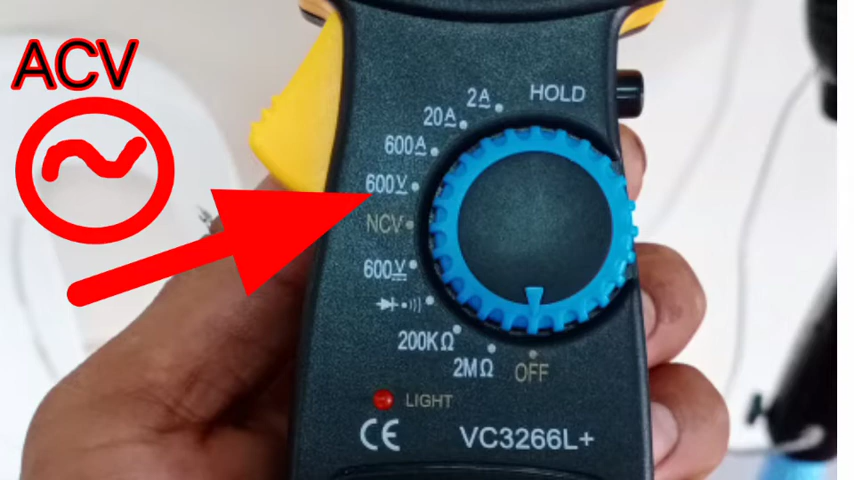 ACV
HOLD
2A
20A
600A
600V
NCV
600V
200KΩ
2MΩ
OFF
LIGHT
CE
VC3266L+